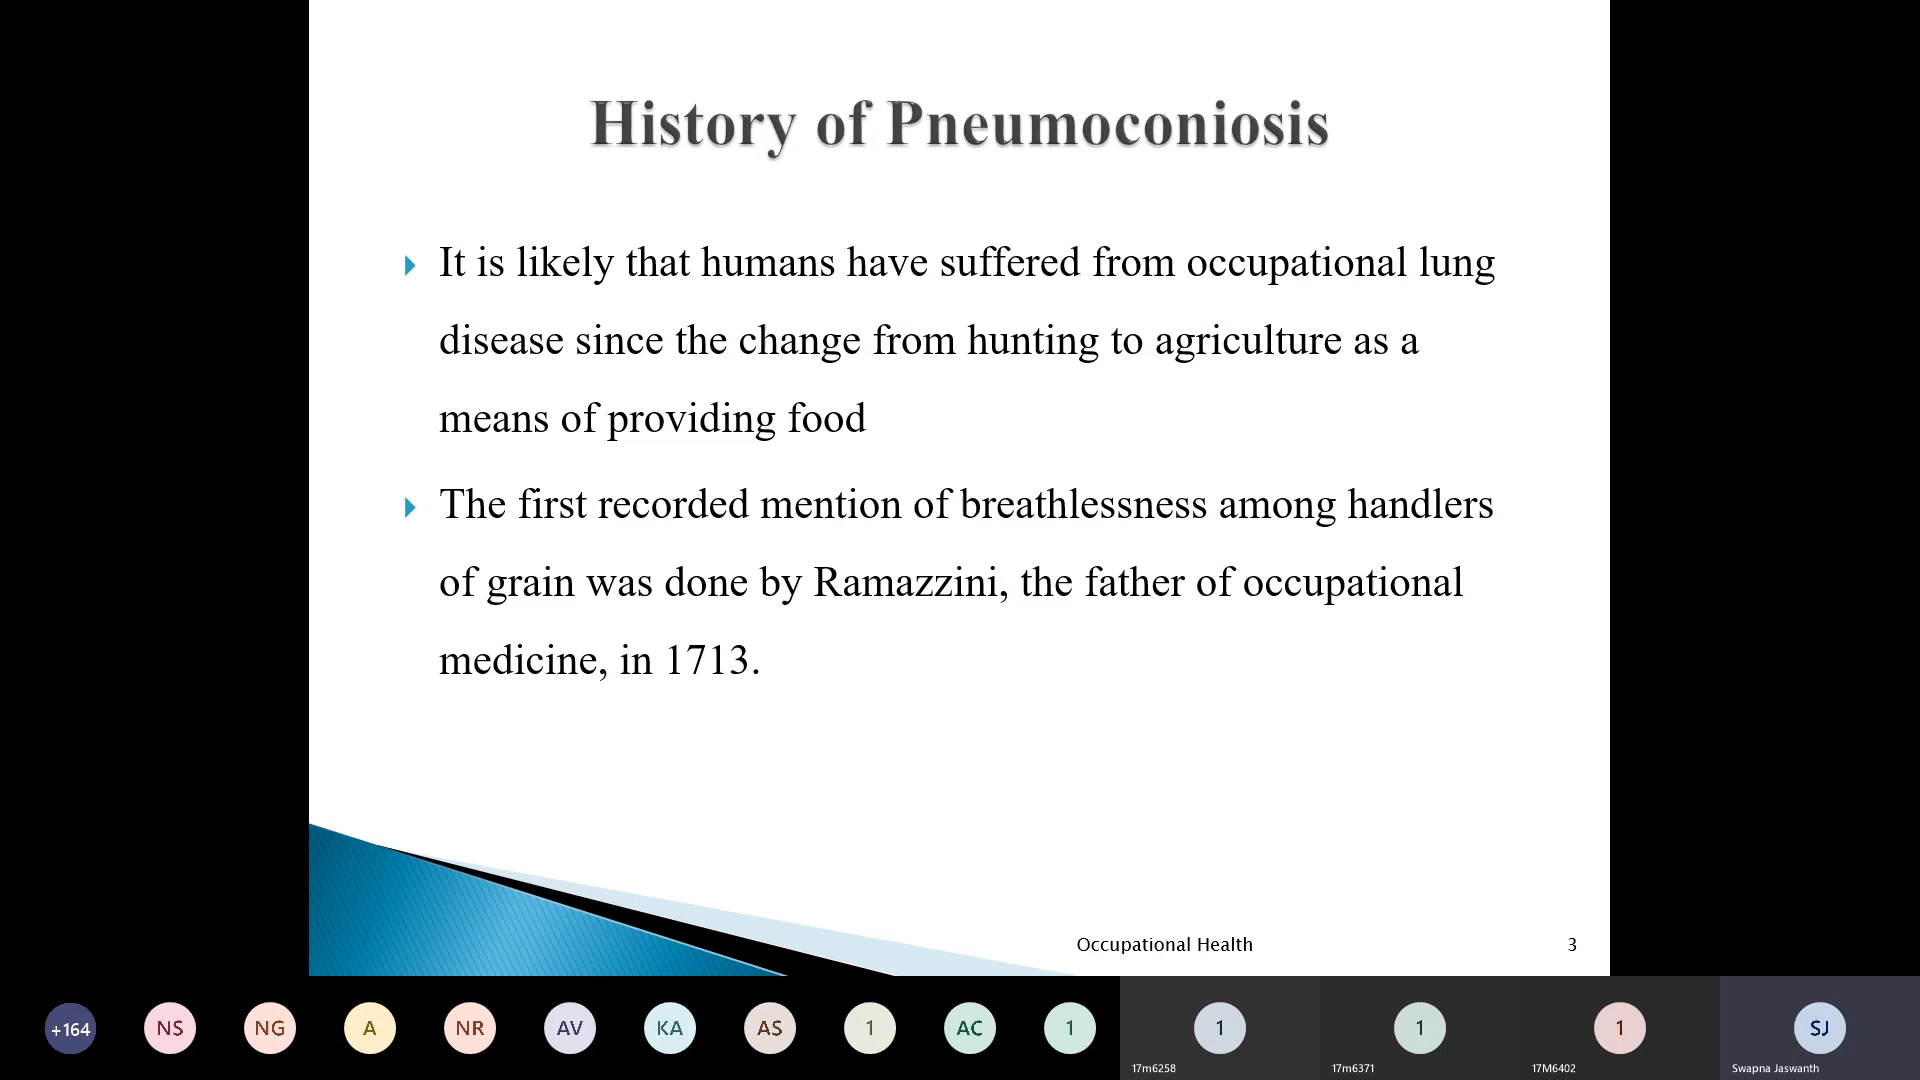 History of Pneumoconiosis
It is likely that humans have suffered from occupational lung
disease since the change from hunting to agriculture as a
means of providing food
The first recorded mention of breathlessness among handlers
of grain was done by Ramazzini, the father of occupational
medicine, in 1713.
Occupational Health 3
+164 NS NG A NR AV KA AS 1 AC 1 1 1 1 SJ
17m6258 17m6371 17M6402 Swapna Jaswanth